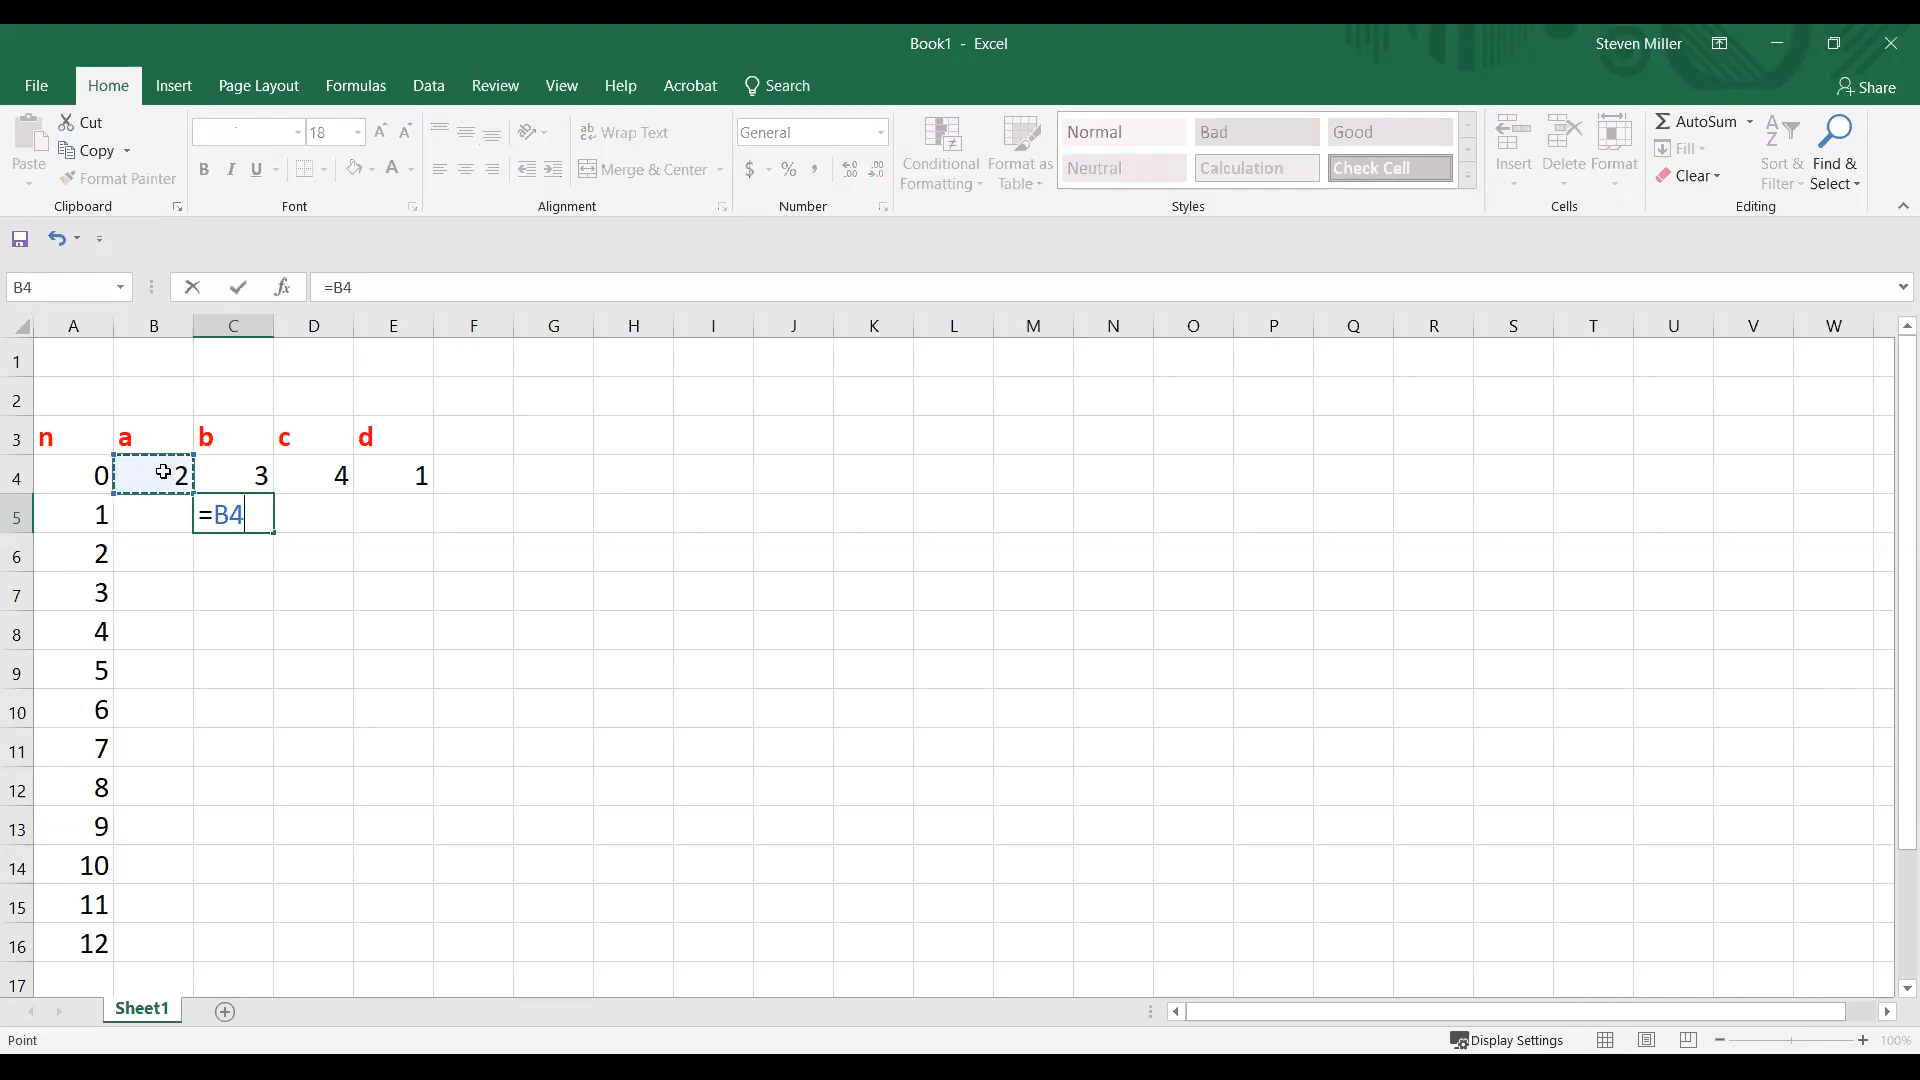 Book1 - Excel
Steven Miller
File Home Insert Page Layout Formulas Data Review View Help Acrobat Search
Share
Paste
Cut
Copy
Format Painter
Clipboard
18
A A
B I U A
Font
ab
Wrap Text
Merge & Center
Alignment
General
$ % , .0 .00
Number
Conditional Formatting
Format as Table
Normal Bad Good
Neutral Calculation Check Cell
Styles
Insert Delete Format
Cells
AutoSum
Fill
Clear
Sort & Filter
Find & Select
Editing
B4
fx
=B4
A B C D E F G H I J K L M N O P Q R S T U V W
1
2
3 n a b c d
4 0 2 3 4 1
5 1 =B4
6 2
7 3
8 4
9 5
10 6
11 7
12 8
13 9
14 10
15 11
16 12
17
Sheet1
Point
Display Settings
100%